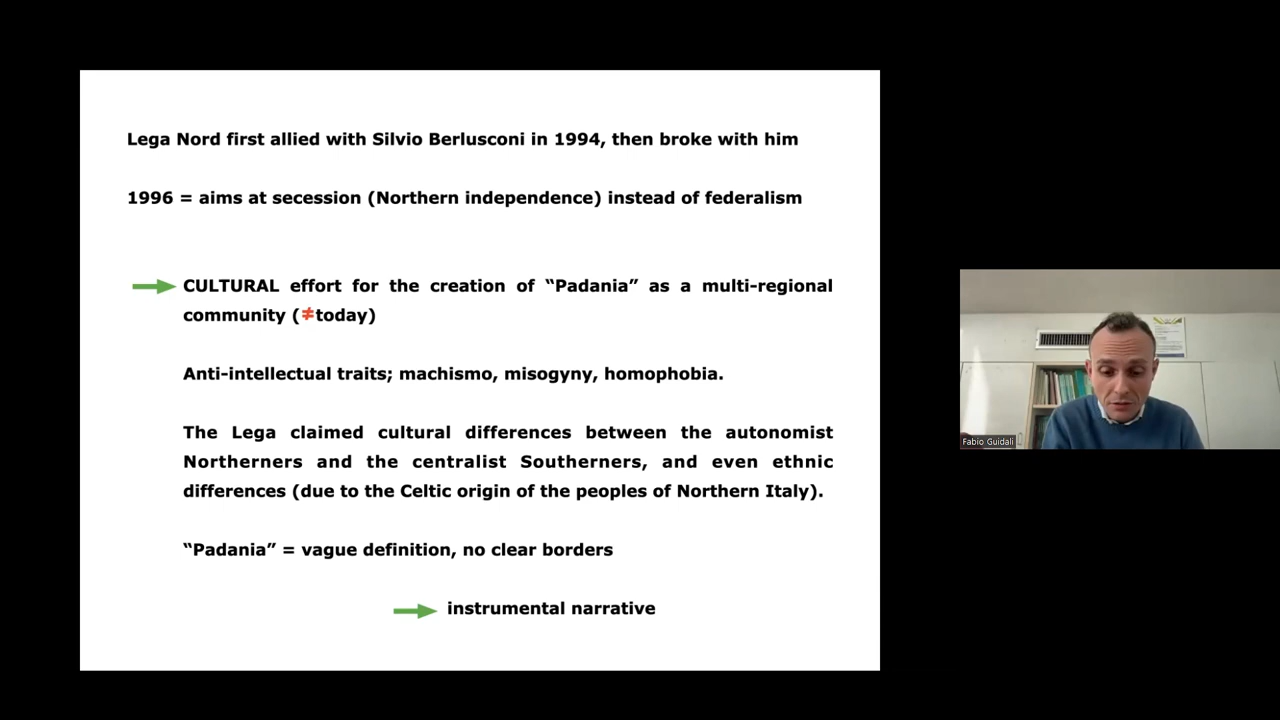 Lega Nord first allied with Silvio Berlusconi in 1994, then broke with him
1996 = aims at secession (Northern independence) instead of federalism
CULTURAL effort for the creation of “Padania” as a multi-regional
community (≠today)
Anti-intellectual traits; machismo, misogyny, homophobia.
The Lega claimed cultural differences between the autonomist
Northerners and the centralist Southerners, and even ethnic
differences (due to the Celtic origin of the peoples of Northern Italy).
“Padania” = vague definition, no clear borders
instrumental narrative
Fabio Guidali